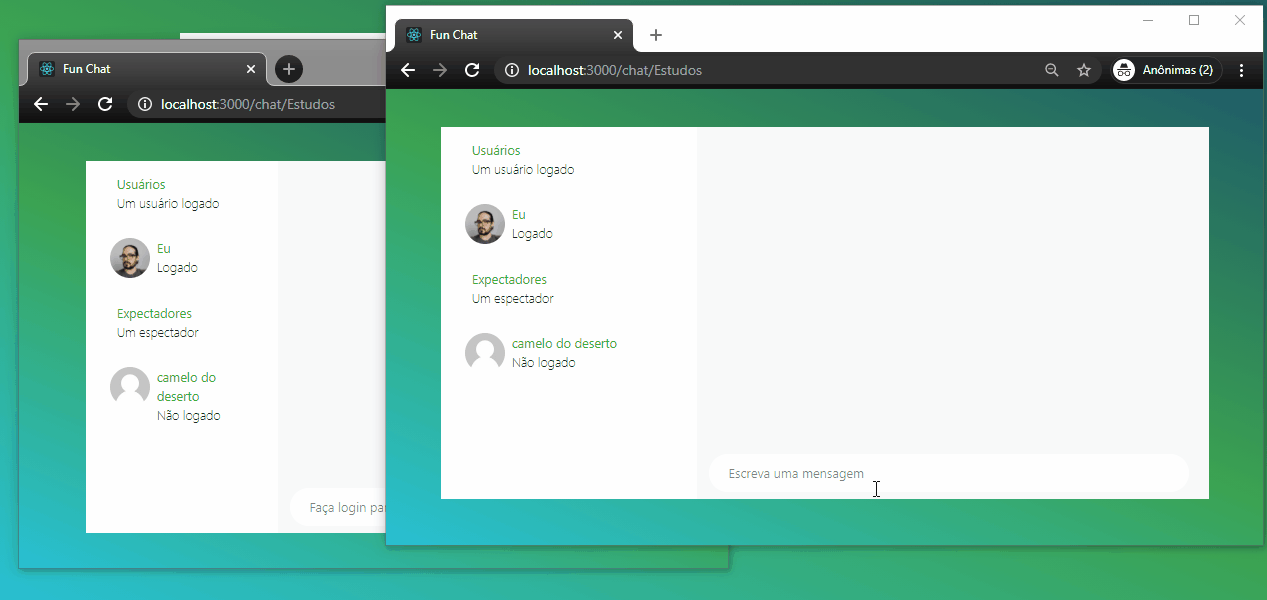 Fun Chat
localhost:3000/chat/Estudos
Usuários
Um usuário logado
Eu
Logado
Expectadores
Um espectador
camelo do
deserto
Não logado
Faça login
Fun Chat
localhost:3000/chat/Estudos
Anônimas (2)
Usuários
Um usuário logado
Eu
Logado
Expectadores
Um espectador
camelo do deserto
Não logado
Escreva uma mensagem